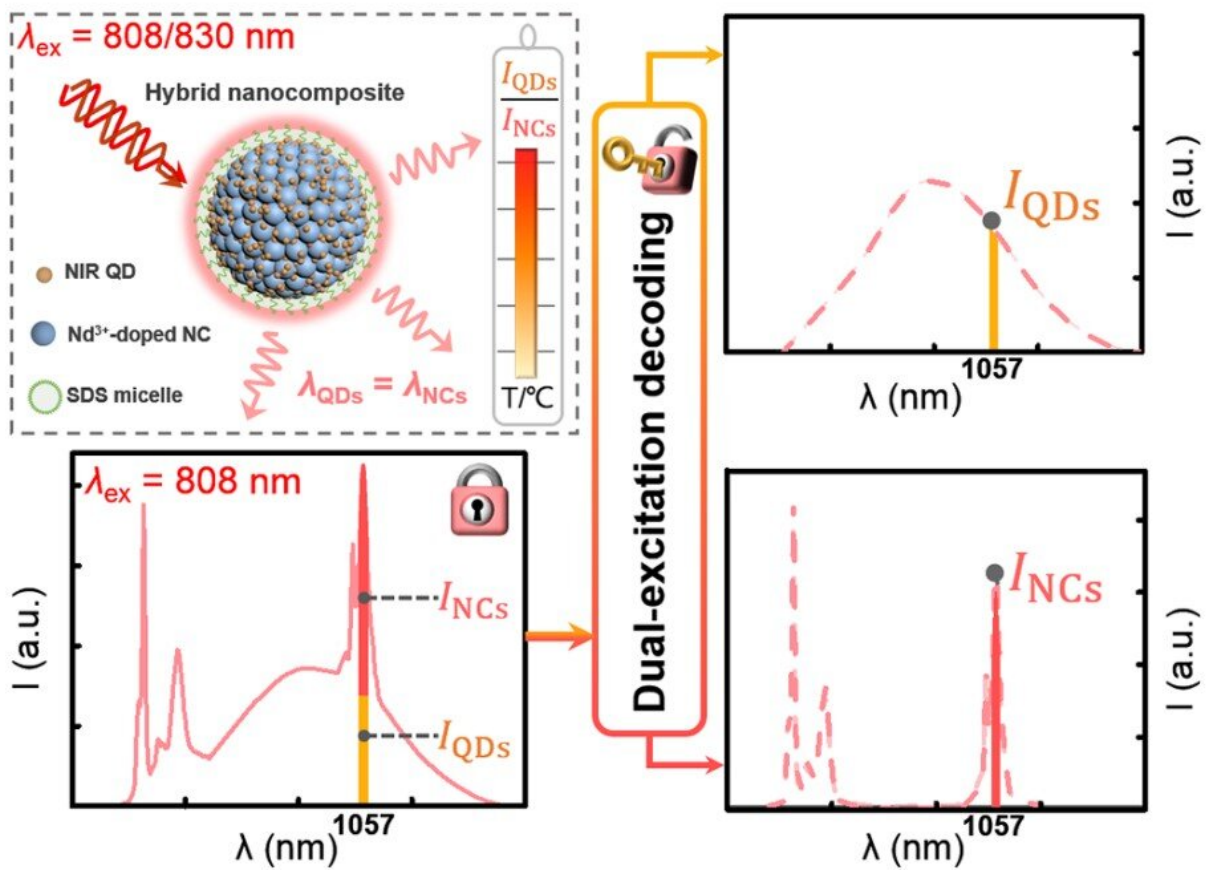 λex = 808/830 nm
Hybrid nanocomposite
NIR QD
Nd³⁺-doped NC
SDS micelle
λQDs = λNCs
IQDs
INCs
T/°C
λex = 808 nm
I (a.u.)
INCs
IQDs
1057
λ (nm)
Dual-excitation decoding
IQDs
I (a.u.)
1057
λ (nm)
INCs
I (a.u.)
1057
λ (nm)